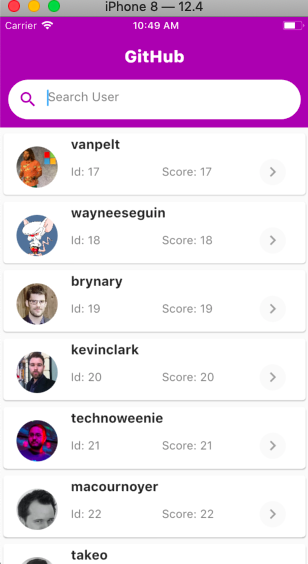 iPhone 8 — 12.4
Carrier 10:49 AM
GitHub
Search User
vanpelt
Id: 17 Score: 17
wayneeseguin
Id: 18 Score: 18
brynary
Id: 19 Score: 19
kevinclark
Id: 20 Score: 20
technoweenie
Id: 21 Score: 21
macournoyer
Id: 22 Score: 22
takeo